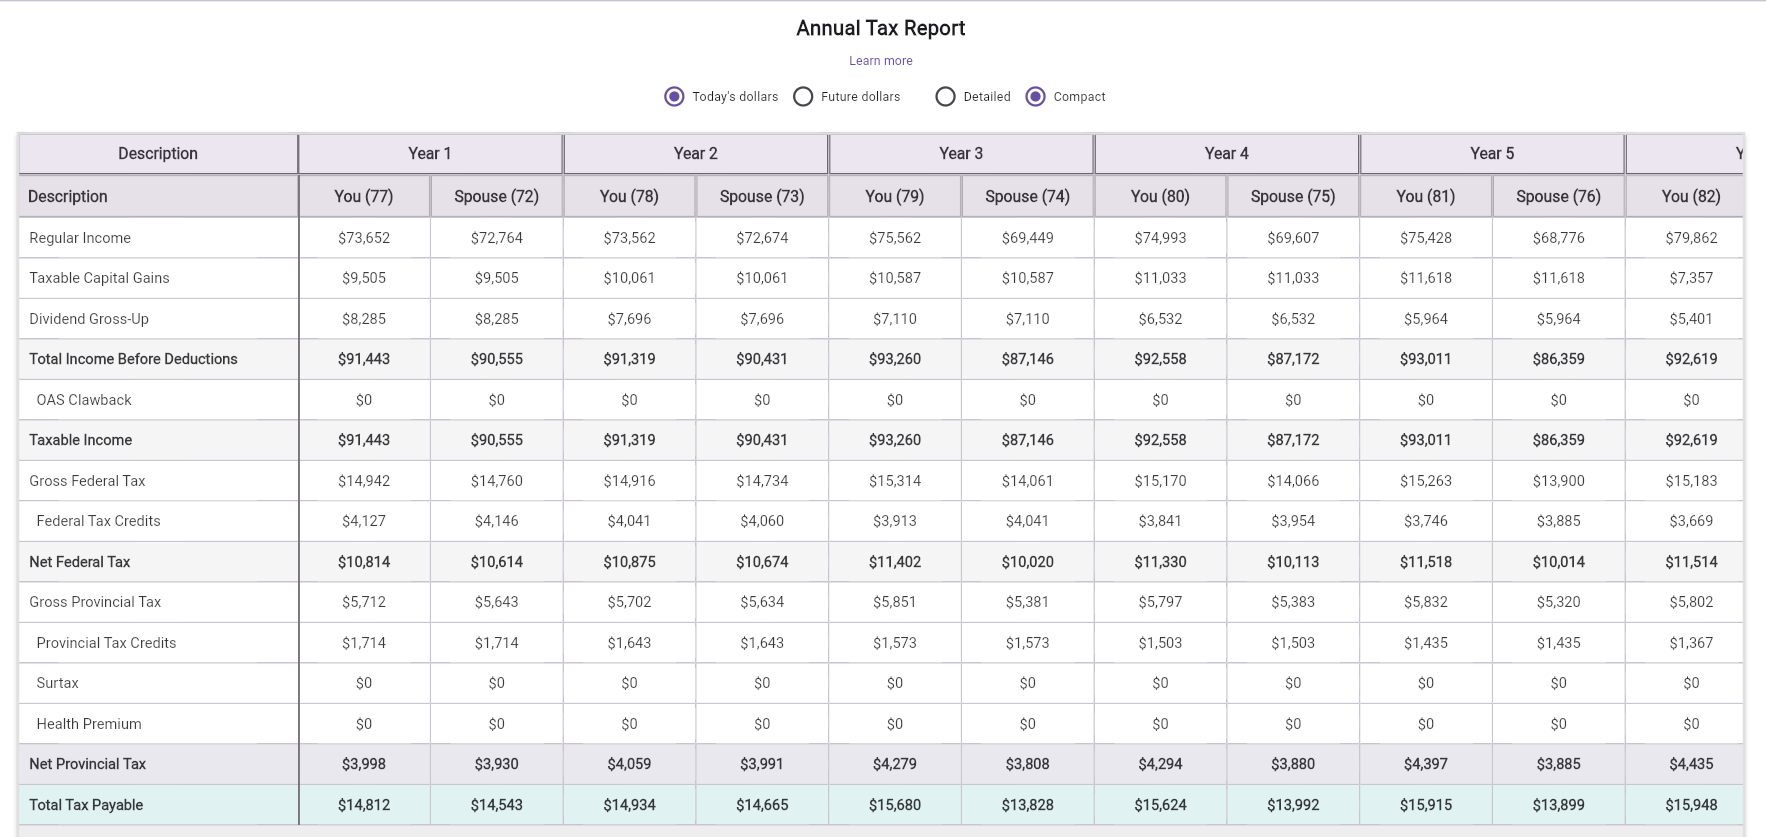 Annual Tax Report
Learn more
Today's dollars Future dollars Detailed Compact
Description Year 1 Year 2 Year 3 Year 4 Year 5
Description You (77) Spouse (72) You (78) Spouse (73) You (79) Spouse (74) You (80) Spouse (75) You (81) Spouse (76) You (82)
Regular Income $73,652 $72,764 $73,562 $72,674 $75,562 $69,449 $74,993 $69,607 $75,428 $68,776 $79,862
Taxable Capital Gains $9,505 $9,505 $10,061 $10,061 $10,587 $10,587 $11,033 $11,033 $11,618 $11,618 $7,357
Dividend Gross-Up $8,285 $8,285 $7,696 $7,696 $7,110 $7,110 $6,532 $6,532 $5,964 $5,964 $5,401
Total Income Before Deductions $91,443 $90,555 $91,319 $90,431 $93,260 $87,146 $92,558 $87,172 $93,011 $86,359 $92,619
OAS Clawback $0 $0 $0 $0 $0 $0 $0 $0 $0 $0 $0
Taxable Income $91,443 $90,555 $91,319 $90,431 $93,260 $87,146 $92,558 $87,172 $93,011 $86,359 $92,619
Gross Federal Tax $14,942 $14,760 $14,916 $14,734 $15,314 $14,061 $15,170 $14,066 $15,263 $13,900 $15,183
Federal Tax Credits $4,127 $4,146 $4,041 $4,060 $3,913 $4,041 $3,841 $3,954 $3,746 $3,885 $3,669
Net Federal Tax $10,814 $10,614 $10,875 $10,674 $11,402 $10,020 $11,330 $10,113 $11,518 $10,014 $11,514
Gross Provincial Tax $5,712 $5,643 $5,702 $5,634 $5,851 $5,381 $5,797 $5,383 $5,832 $5,320 $5,802
Provincial Tax Credits $1,714 $1,714 $1,643 $1,643 $1,573 $1,573 $1,503 $1,503 $1,435 $1,435 $1,367
Surtax $0 $0 $0 $0 $0 $0 $0 $0 $0 $0 $0
Health Premium $0 $0 $0 $0 $0 $0 $0 $0 $0 $0 $0
Net Provincial Tax $3,998 $3,930 $4,059 $3,991 $4,279 $3,808 $4,294 $3,880 $4,397 $3,885 $4,435
Total Tax Payable $14,812 $14,543 $14,934 $14,665 $15,680 $13,828 $15,624 $13,992 $15,915 $13,899 $15,948